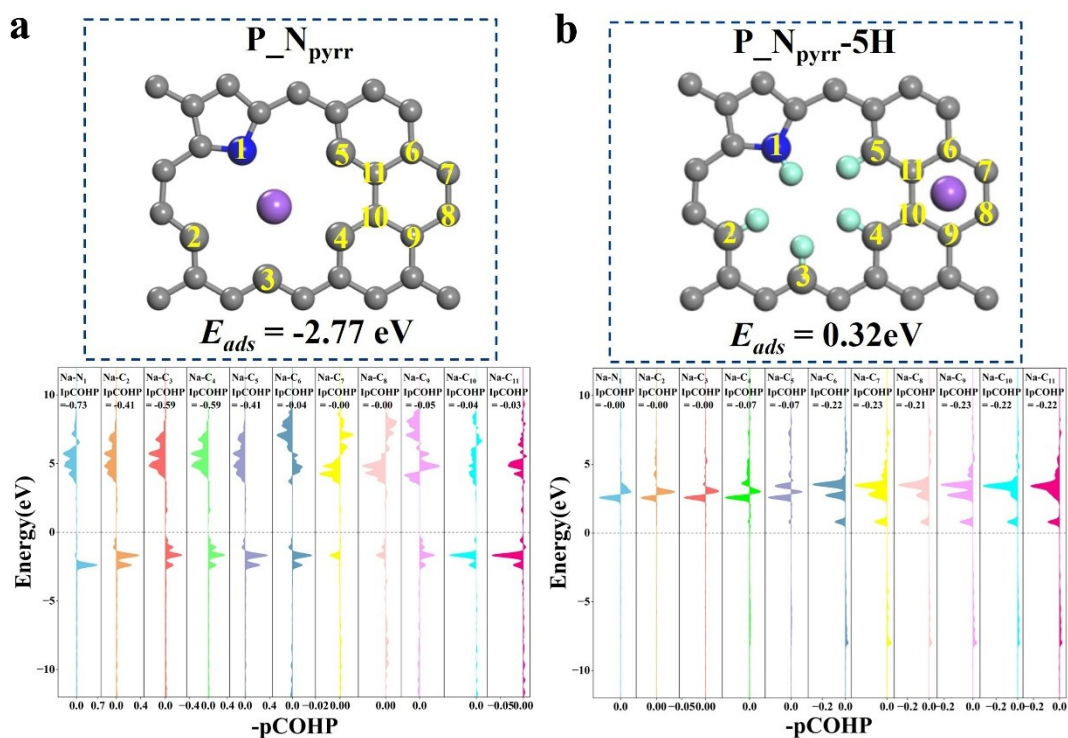 a
P_Npyrr
1
5
6
11
7
10
8
2
4
9
3
Eads = -2.77 eV
b
P_Npyrr-5H
1
5
6
11
7
10
8
2
4
9
3
Eads = 0.32eV
Na-N1 Na-C2 Na-C3 Na-C4 Na-C5 Na-C6 Na-C7 Na-C8 Na-C9 Na-C10 Na-C11
IpCOHP IpCOHP IpCOHP IpCOHP IpCOHP IpCOHP IpCOHP IpCOHP IpCOHP IpCOHP IpCOHP
=-0.73 =-0.41 =-0.59 =-0.59 =-0.41 =-0.04 =-0.00 =-0.00 =-0.05 =-0.04 =-0.03
10
5
0
−5
−10
Energy(eV)
0.0 0.7 0.0 0.4 0.0 0.4 0.0 −0.4 0.0 0.0 0.0 −0.02 0.00 0.0 0.0 0.0 −0.05 0.00
-pCOHP
Na-N1 Na-C2 Na-C3 Na-C4 Na-C5 Na-C6 Na-C7 Na-C8 Na-C9 Na-C10 Na-C11
IpCOHP IpCOHP IpCOHP IpCOHP IpCOHP IpCOHP IpCOHP IpCOHP IpCOHP IpCOHP IpCOHP
= -0.00 = -0.00 = -0.00 = -0.07 = -0.07 = -0.22 = -0.23 = -0.21 = -0.23 = -0.22 = -0.22
10
5
0
−5
−10
Energy(eV)
0.0 0.00 −0.05 0.00 0.0 0.0 −0.2 0.0 0.0 −0.2 0.0 −0.2 0.0 −0.2 0.0 −0.2 0.0
-pCOHP